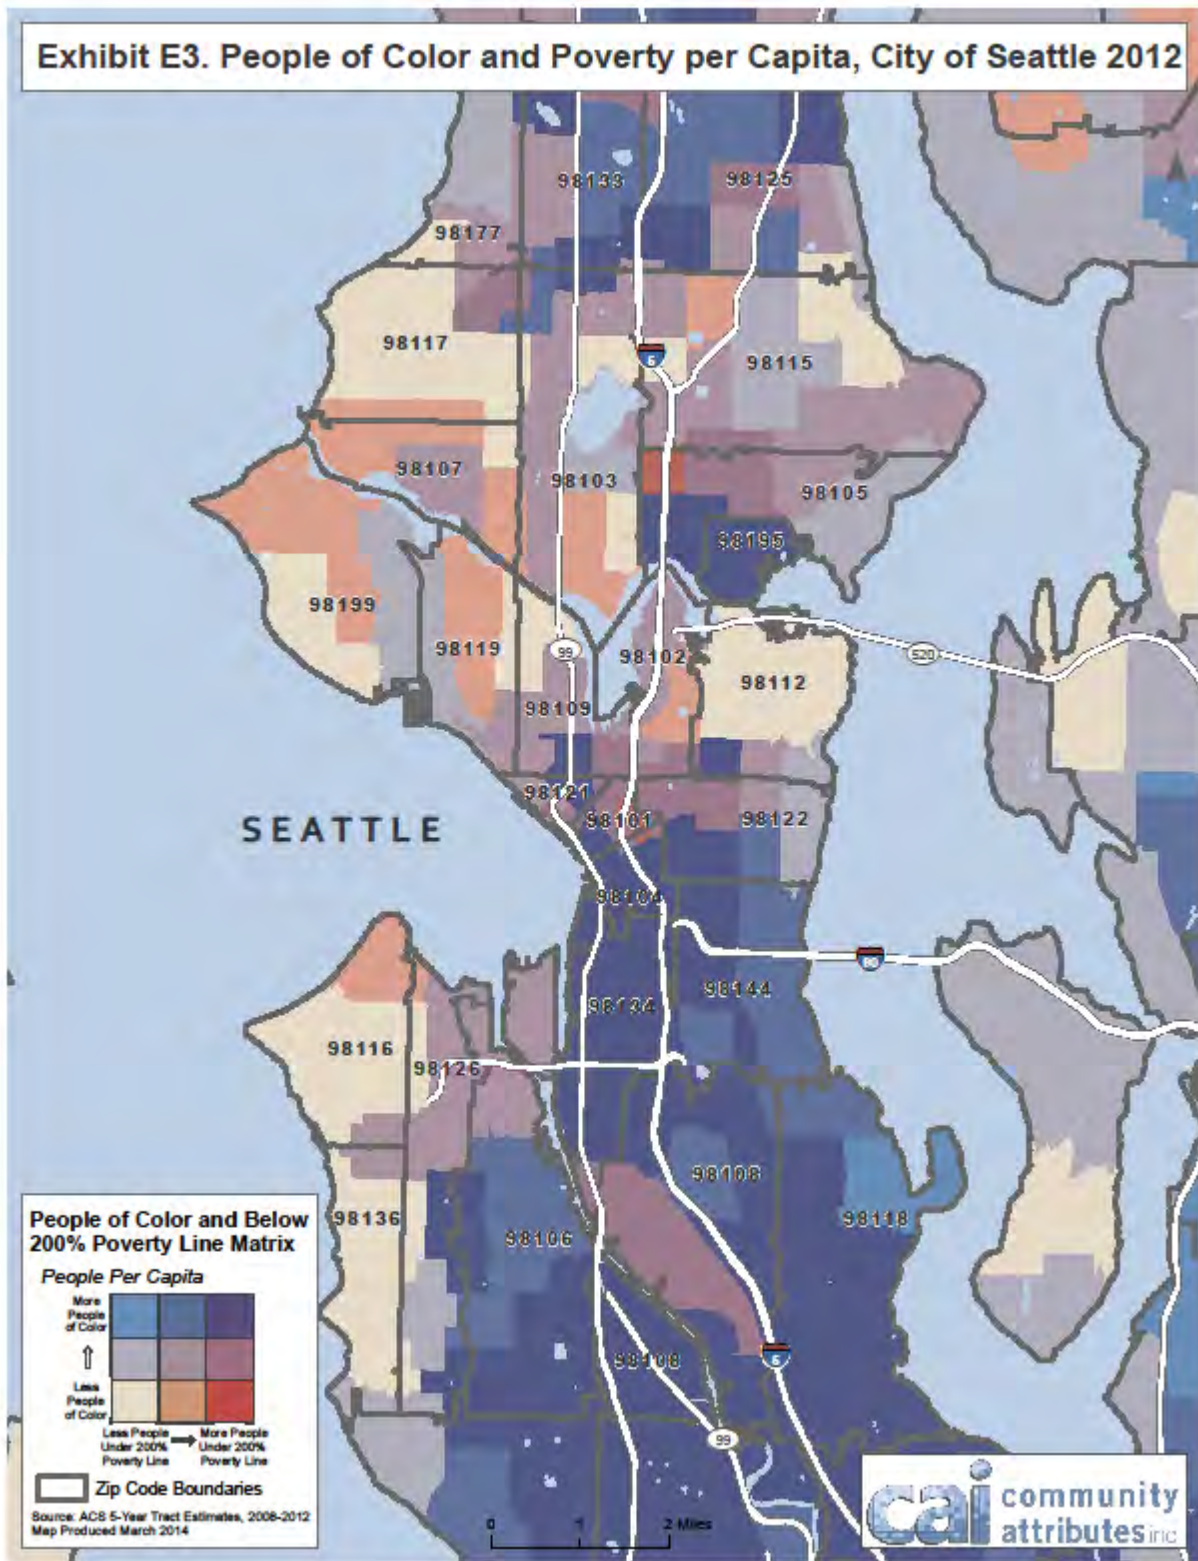 Exhibit E3. People of Color and Poverty per Capita, City of Seattle 2012
98133
98125
98177
98117
98115
98107
98103
98105
98195
98199
98119
98102
98112
98109
99
520
98121
98101
98122
SEATTLE
98104
98134
98144
98116
98126
98108
98136
98106
98118
98108
99
People of Color and Below
200% Poverty Line Matrix
People Per Capita
More
People
of Color
Less
People
of Color
Less People
Under 200%
Poverty Line
More People
Under 200%
Poverty Line
Zip Code Boundaries
Source: ACS 5-Year Tract Estimates, 2008-2012
Map Produced March 2014
0 1 2 Miles
cai community
attributes inc